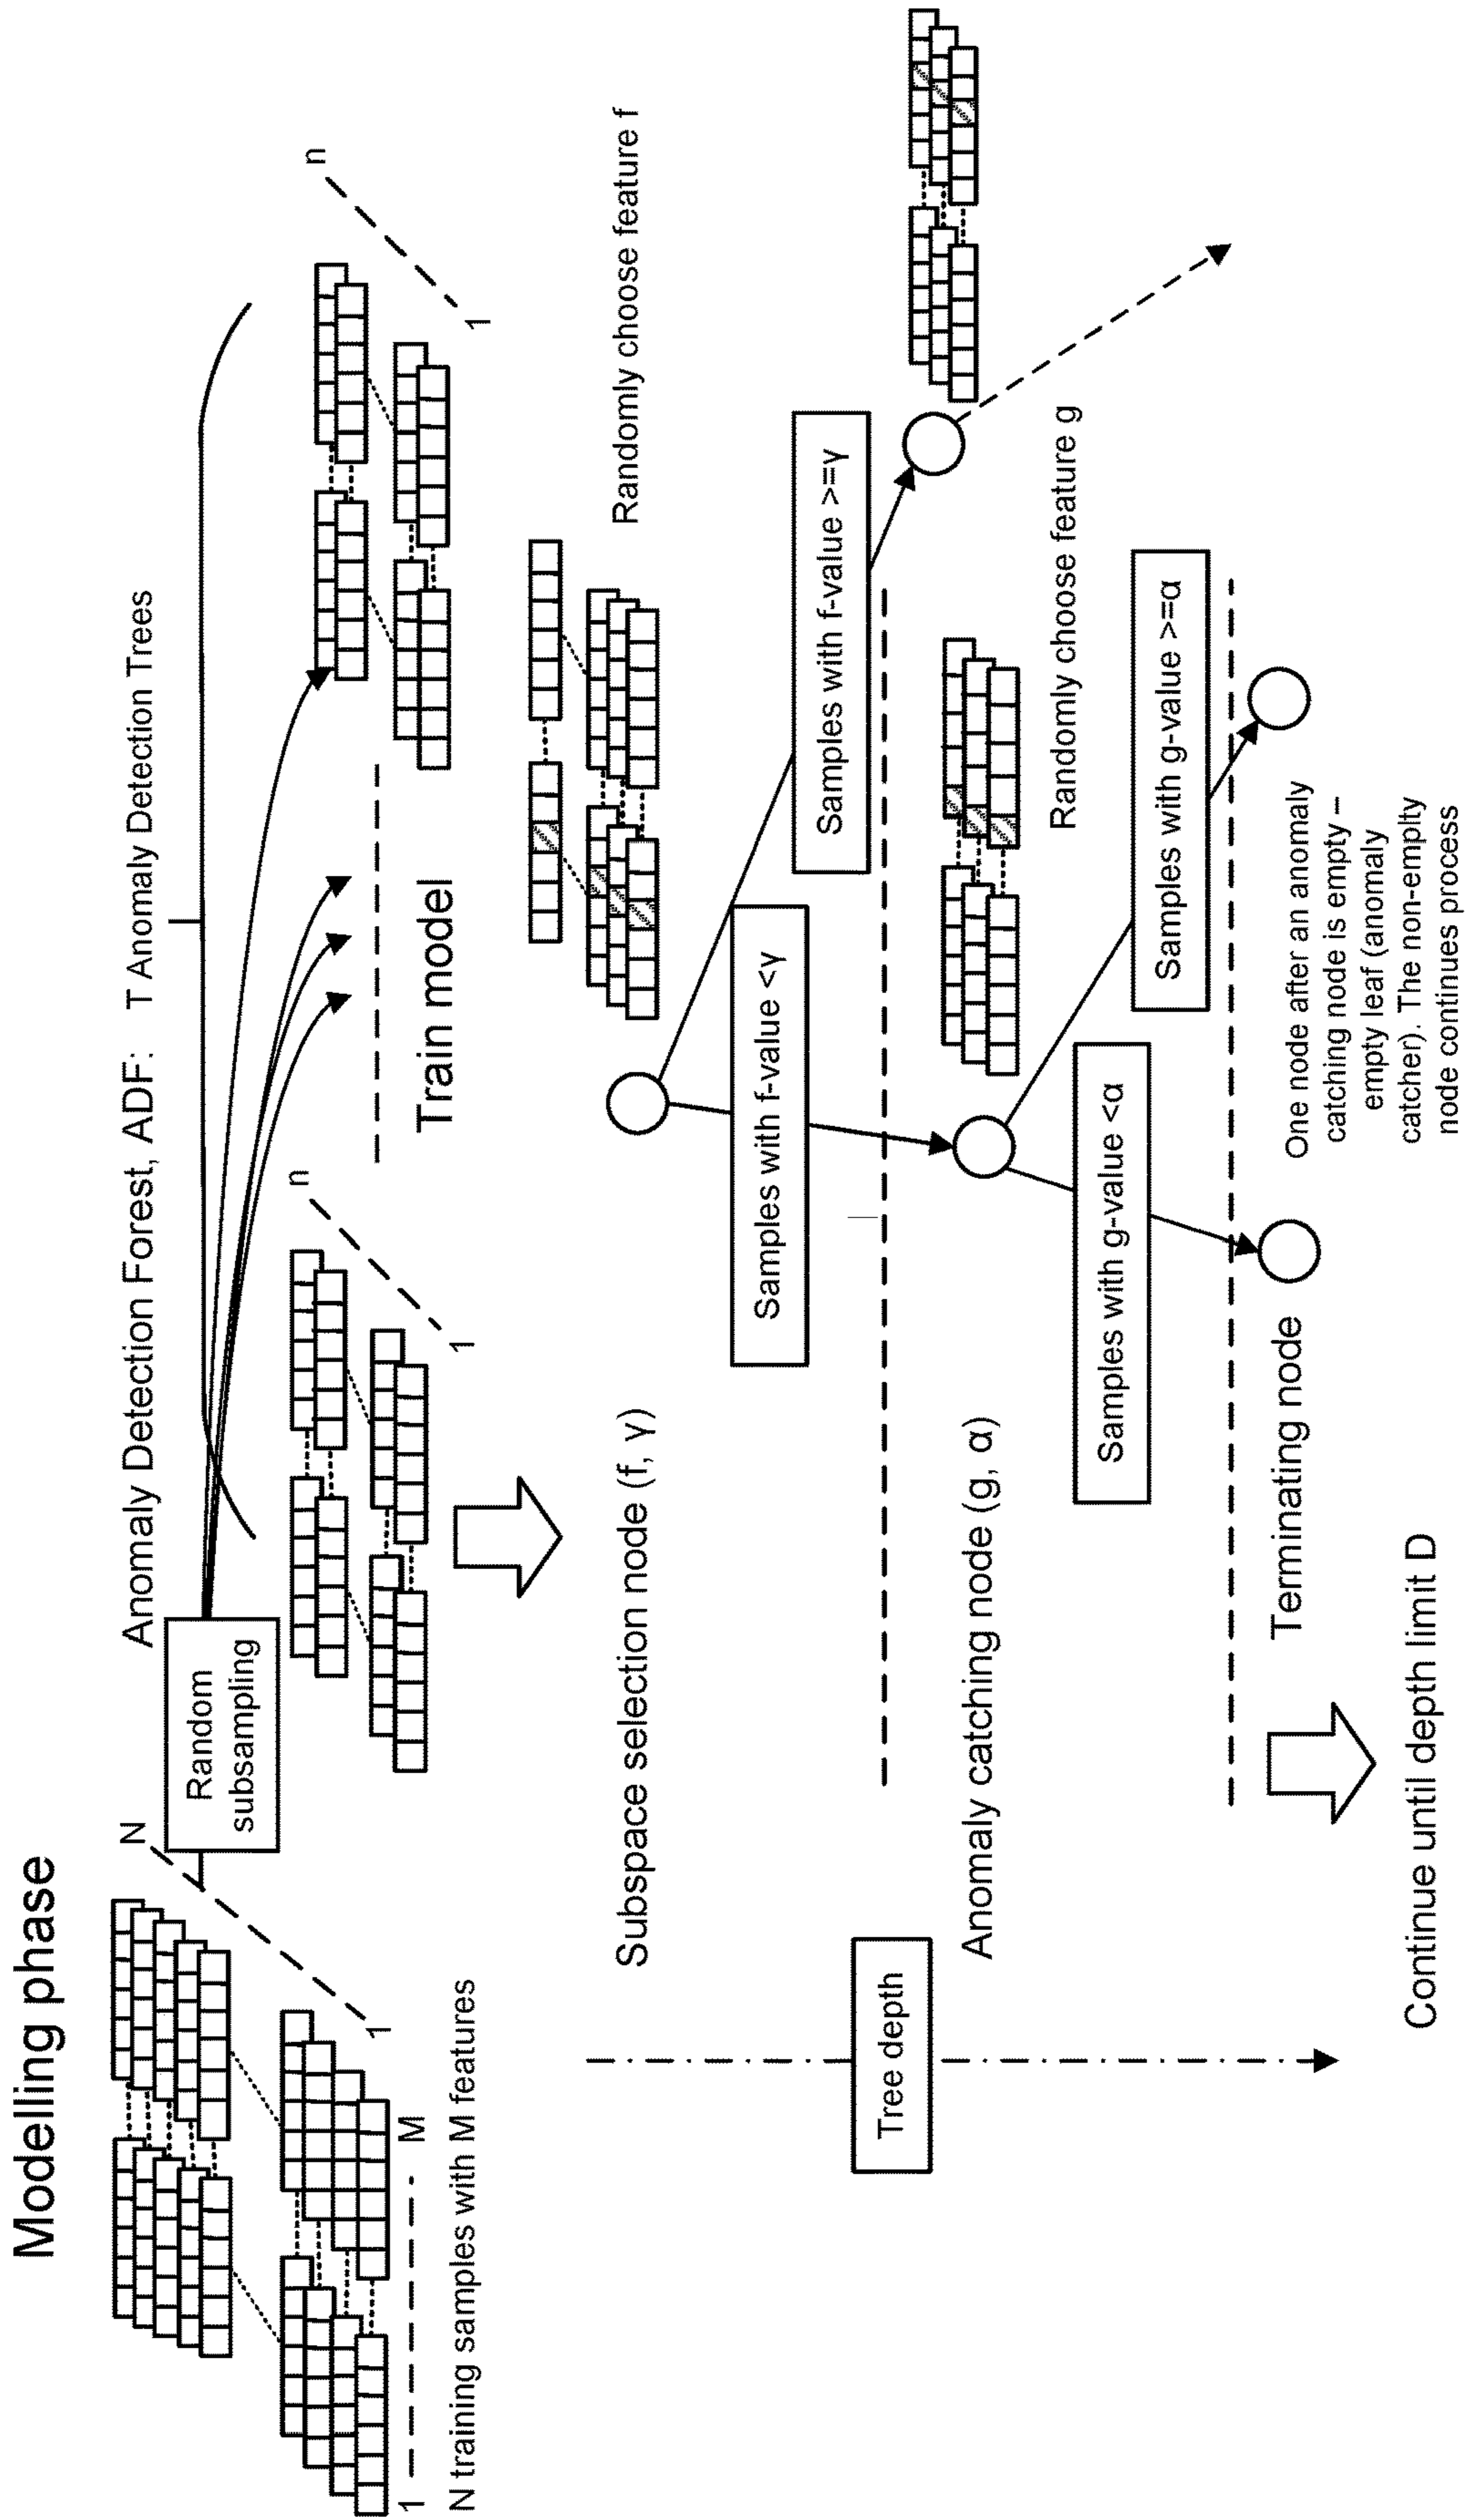 Modelling phase
Anomaly Detection Forest, ADF:
T Anomaly Detection Trees
N
Random
subsampling
n
n
1
1
1
1
M
N training samples with M features
Train model
Randomly choose feature f
Subspace selection node (f, γ)
Samples with f-value <γ
Samples with f-value >=γ
Tree depth
Anomaly catching node (g, α)
Randomly choose feature g
Samples with g-value <α
Samples with g-value >=α
Terminating node
One node after an anomaly
catching node is empty –
empty leaf (anomaly
catcher). The non-emplty
node continues process
Continue until depth limit D